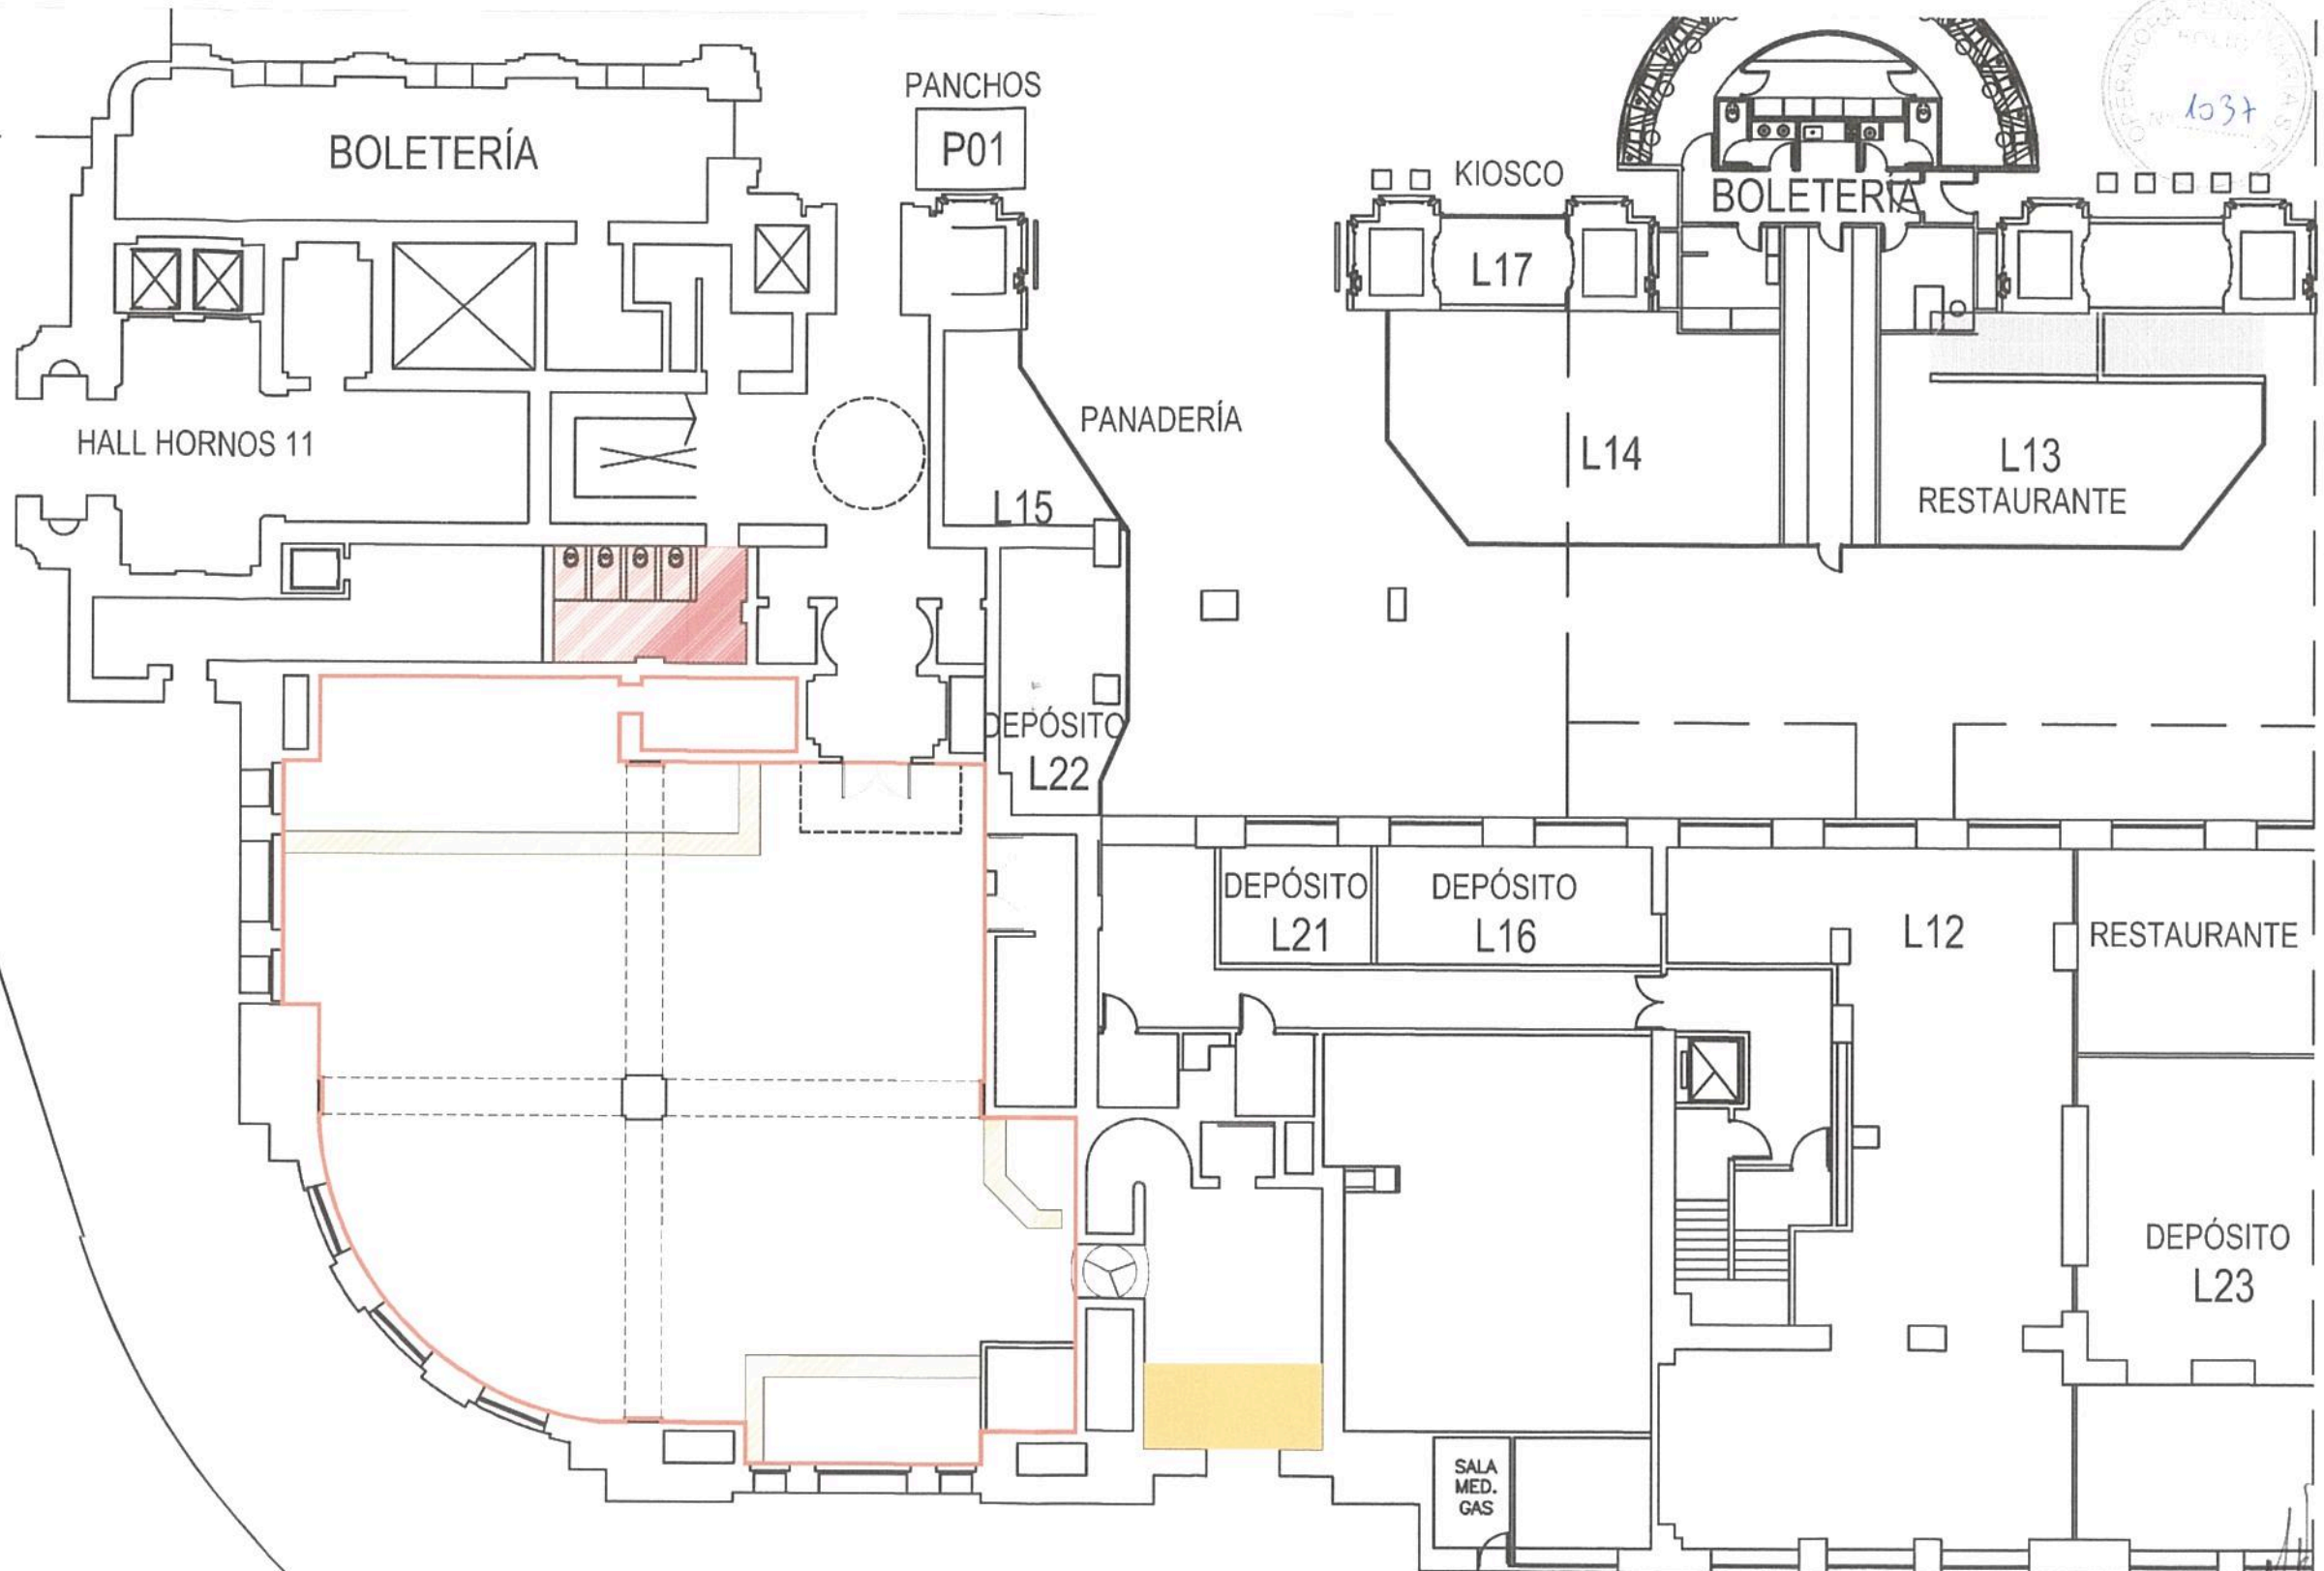 PANCHOS
P01
BOLETERÍA
KIOSCO
L17
BOLETERÍA
1037
HALL HORNOS 11
PANADERÍA
L15
L14
L13
RESTAURANTE
DEPÓSITO
L22
DEPÓSITO
L21
DEPÓSITO
L16
L12
RESTAURANTE
DEPÓSITO
L23
SALA
MED.
GAS